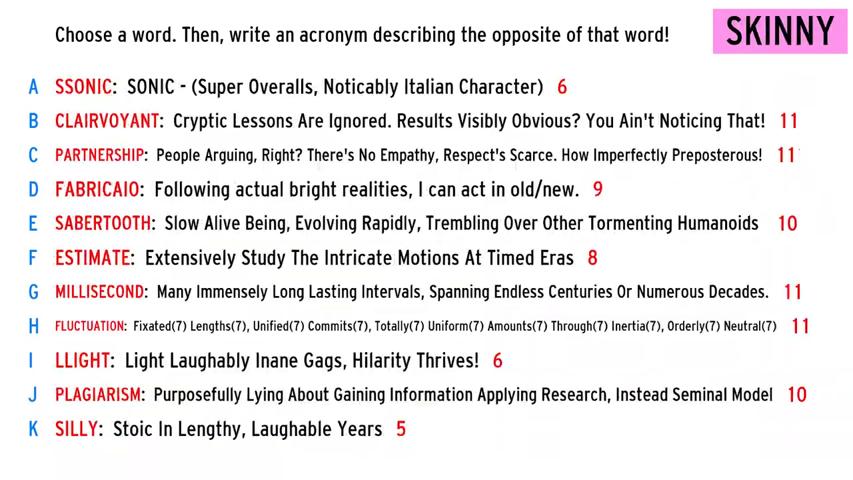 Choose a word. Then, write an acronym describing the opposite of that word!
SKINNY
A SSONIC: SONIC - (Super Overalls, Noticably Italian Character) 6
B CLAIRVOYANT: Cryptic Lessons Are Ignored. Results Visibly Obvious? You Ain't Noticing That! 11
C PARTNERSHIP: People Arguing, Right? There's No Empathy, Respect's Scarce. How Imperfectly Preposterous! 11
D FABRICAIO: Following actual bright realities, I can act in old/new. 9
E SABERTOOTH: Slow Alive Being, Evolving Rapidly, Trembling Over Other Tormenting Humanoids 10
F ESTIMATE: Extensively Study The Intricate Motions At Timed Eras 8
G MILLISECOND: Many Immensely Long Lasting Intervals, Spanning Endless Centuries Or Numerous Decades. 11
H FLUCTUATION: Fixated(7) Lengths(7), Unified(7) Commits(7), Totally(7) Uniform(7) Amounts(7) Through(7) Inertia(7), Orderly(7) Neutral(7) 11
I LLIGHT: Light Laughably Inane Gags, Hilarity Thrives! 6
J PLAGIARISM: Purposefully Lying About Gaining Information Applying Research, Instead Seminal Model 10
K SILLY: Stoic In Lengthy, Laughable Years 5